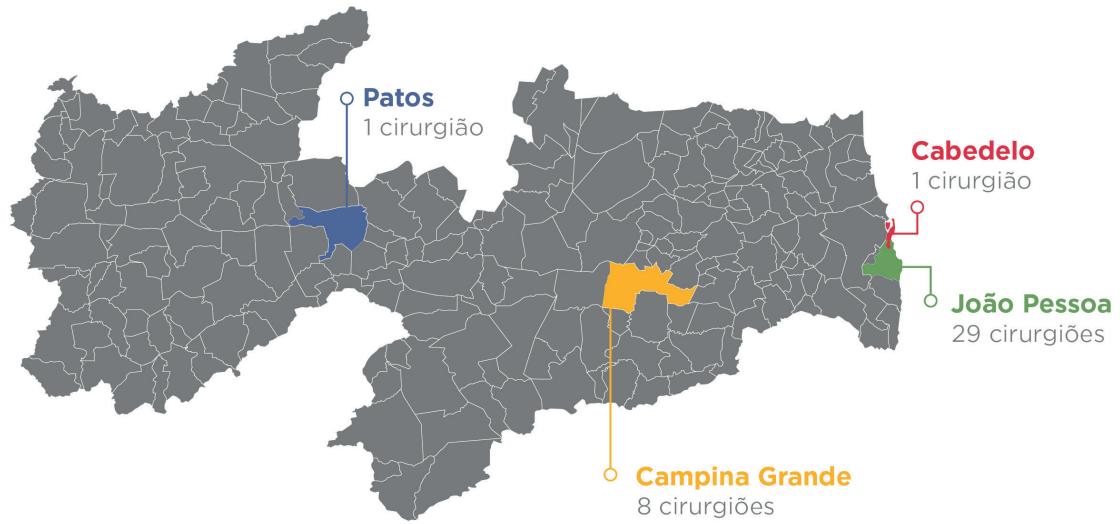 Patos
1 cirurgião
Cabedelo
1 cirurgião
João Pessoa
29 cirurgiões
Campina Grande
8 cirurgiões